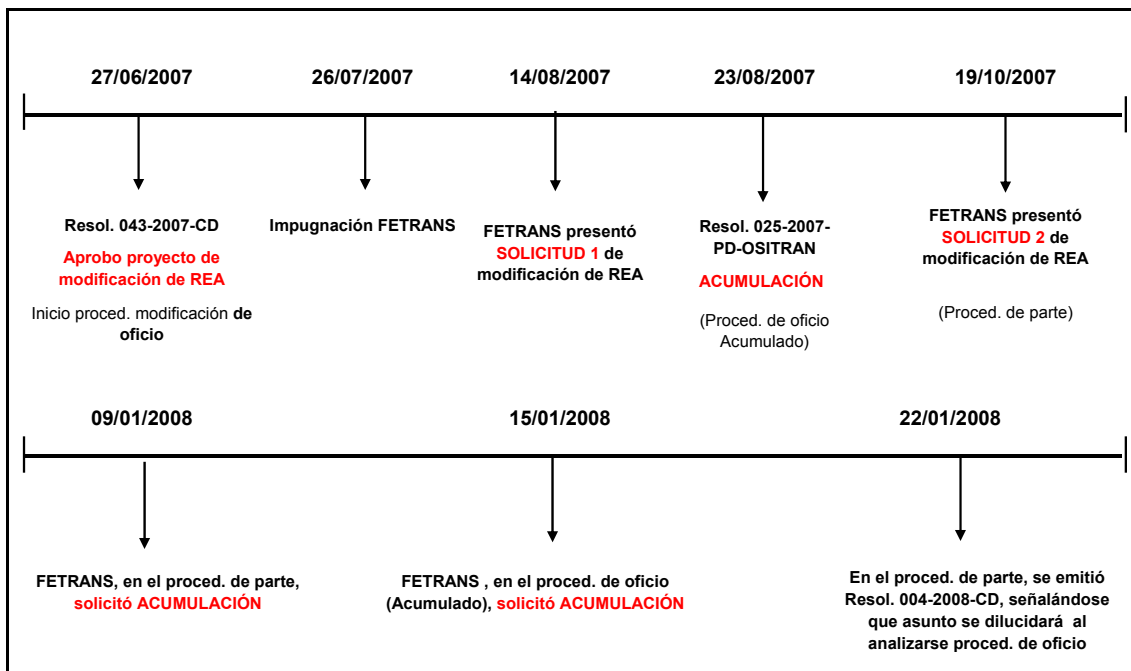 27/06/2007
26/07/2007
14/08/2007
23/08/2007
19/10/2007
Resol. 043-2007-CD
Aprobo proyecto de
modificación de REA
Inicio proced. modificación de
oficio
Impugnación FETRANS
FETRANS presentó
SOLICITUD 1 de
modificación de REA
Resol. 025-2007-
PD-OSITRAN
ACUMULACIÓN
(Proced. de oficio
Acumulado)
FETRANS presentó
SOLICITUD 2 de
modificación de REA
(Proced. de parte)
09/01/2008
15/01/2008
22/01/2008
FETRANS, en el proced. de parte,
solicitó ACUMULACIÓN
FETRANS , en el proced. de oficio
(Acumulado), solicitó ACUMULACIÓN
En el proced. de parte, se emitió
Resol. 004-2008-CD, señalándose
que asunto se dilucidará al
analizarse proced. de oficio